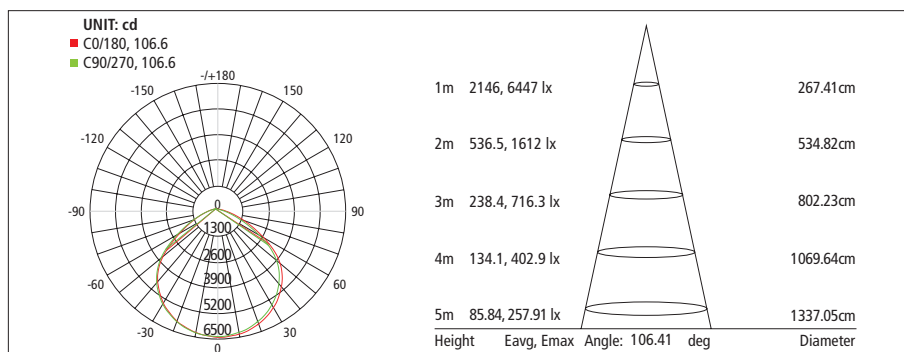 UNIT: cd
C0/180, 106.6
C90/270, 106.6
-/+180
-150
150
-120
120
-90
90
-60
60
-30
30
0
0
1300
2600
3900
5200
6500
1m 2146, 6447 lx 267.41cm
2m 536.5, 1612 lx 534.82cm
3m 238.4, 716.3 lx 802.23cm
4m 134.1, 402.9 lx 1069.64cm
5m 85.84, 257.91 lx 1337.05cm
Height Eavg, Emax Angle: 106.41 deg Diameter